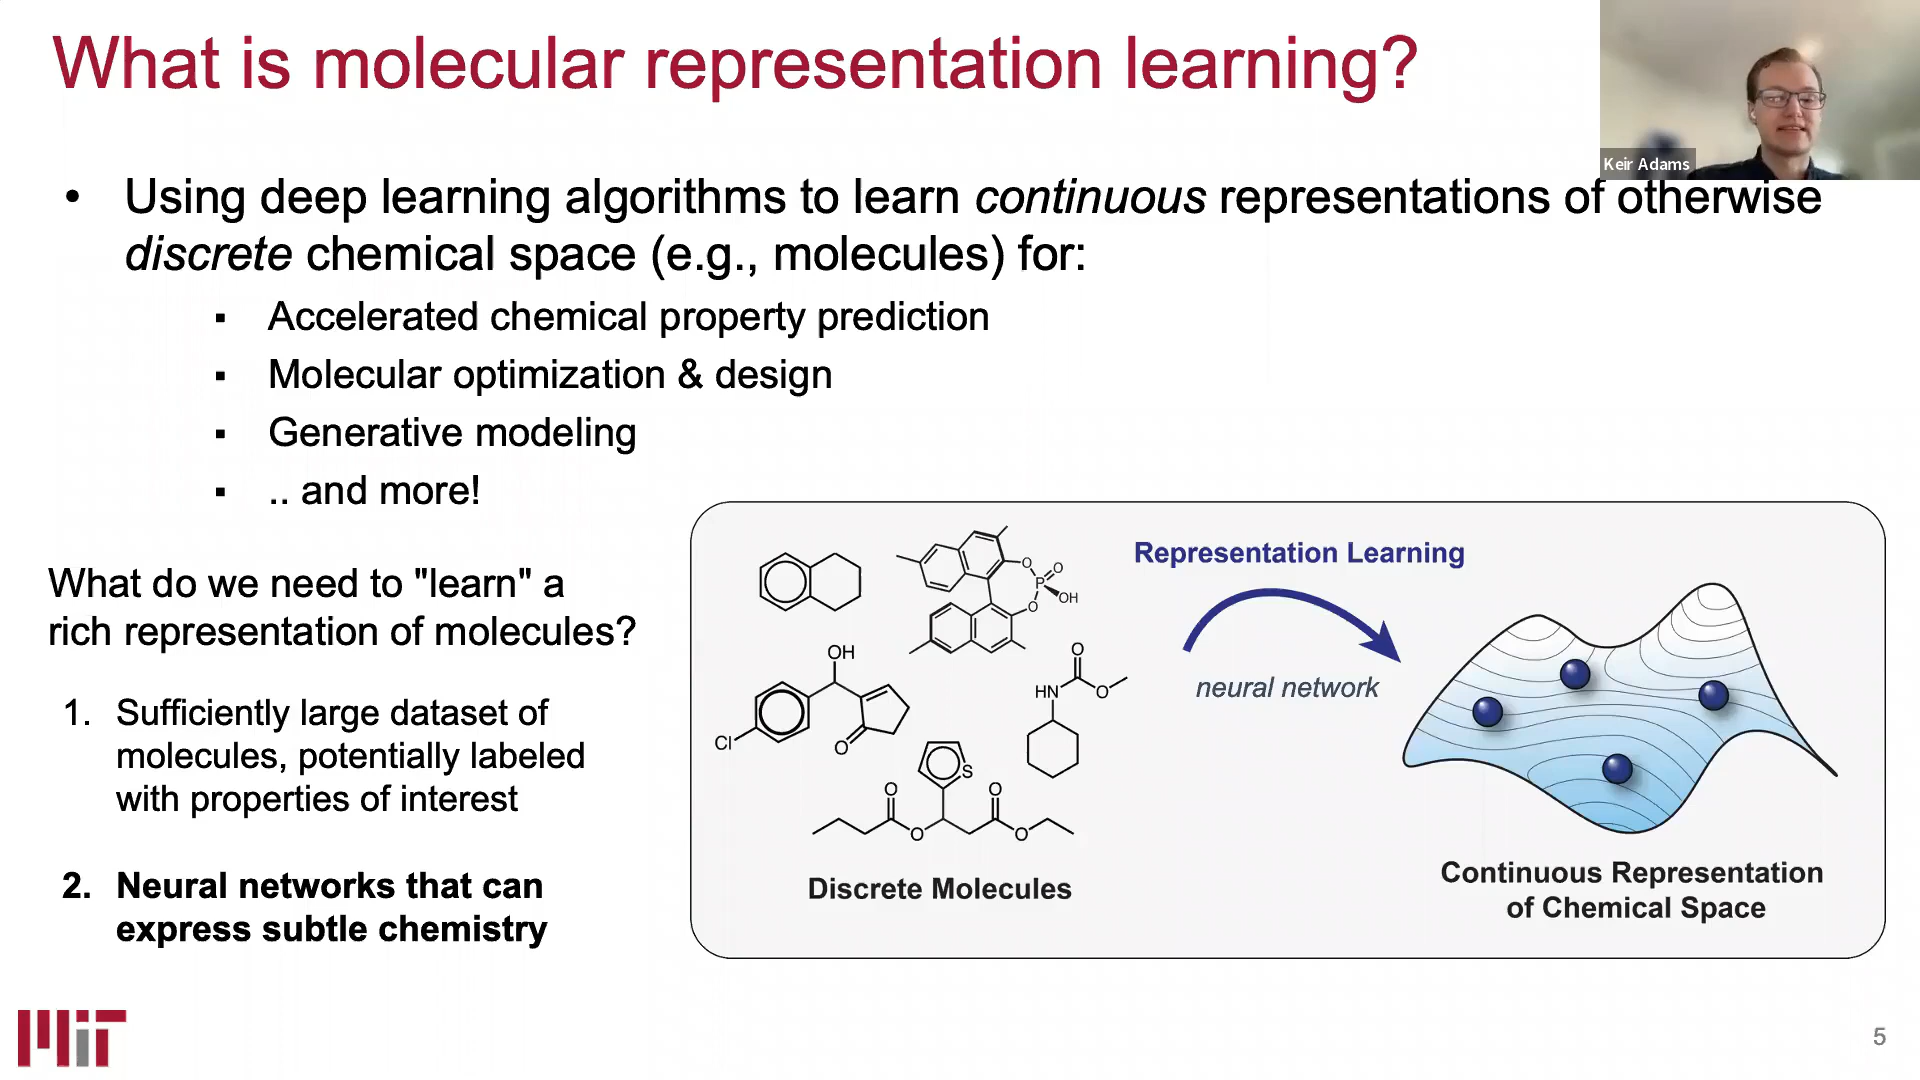 What is molecular representation learning?
Keir Adams
• Using deep learning algorithms to learn continuous representations of otherwise
discrete chemical space (e.g., molecules) for:
▪ Accelerated chemical property prediction
▪ Molecular optimization & design
▪ Generative modeling
▪ .. and more!
What do we need to "learn" a
rich representation of molecules?
1. Sufficiently large dataset of
molecules, potentially labeled
with properties of interest
2. Neural networks that can
express subtle chemistry
O
O
P
OH
O
OH
Cl
O
O
HN
O
S
O
O
O
O
Discrete Molecules
Representation Learning
neural network
Continuous Representation
of Chemical Space
MIT
5